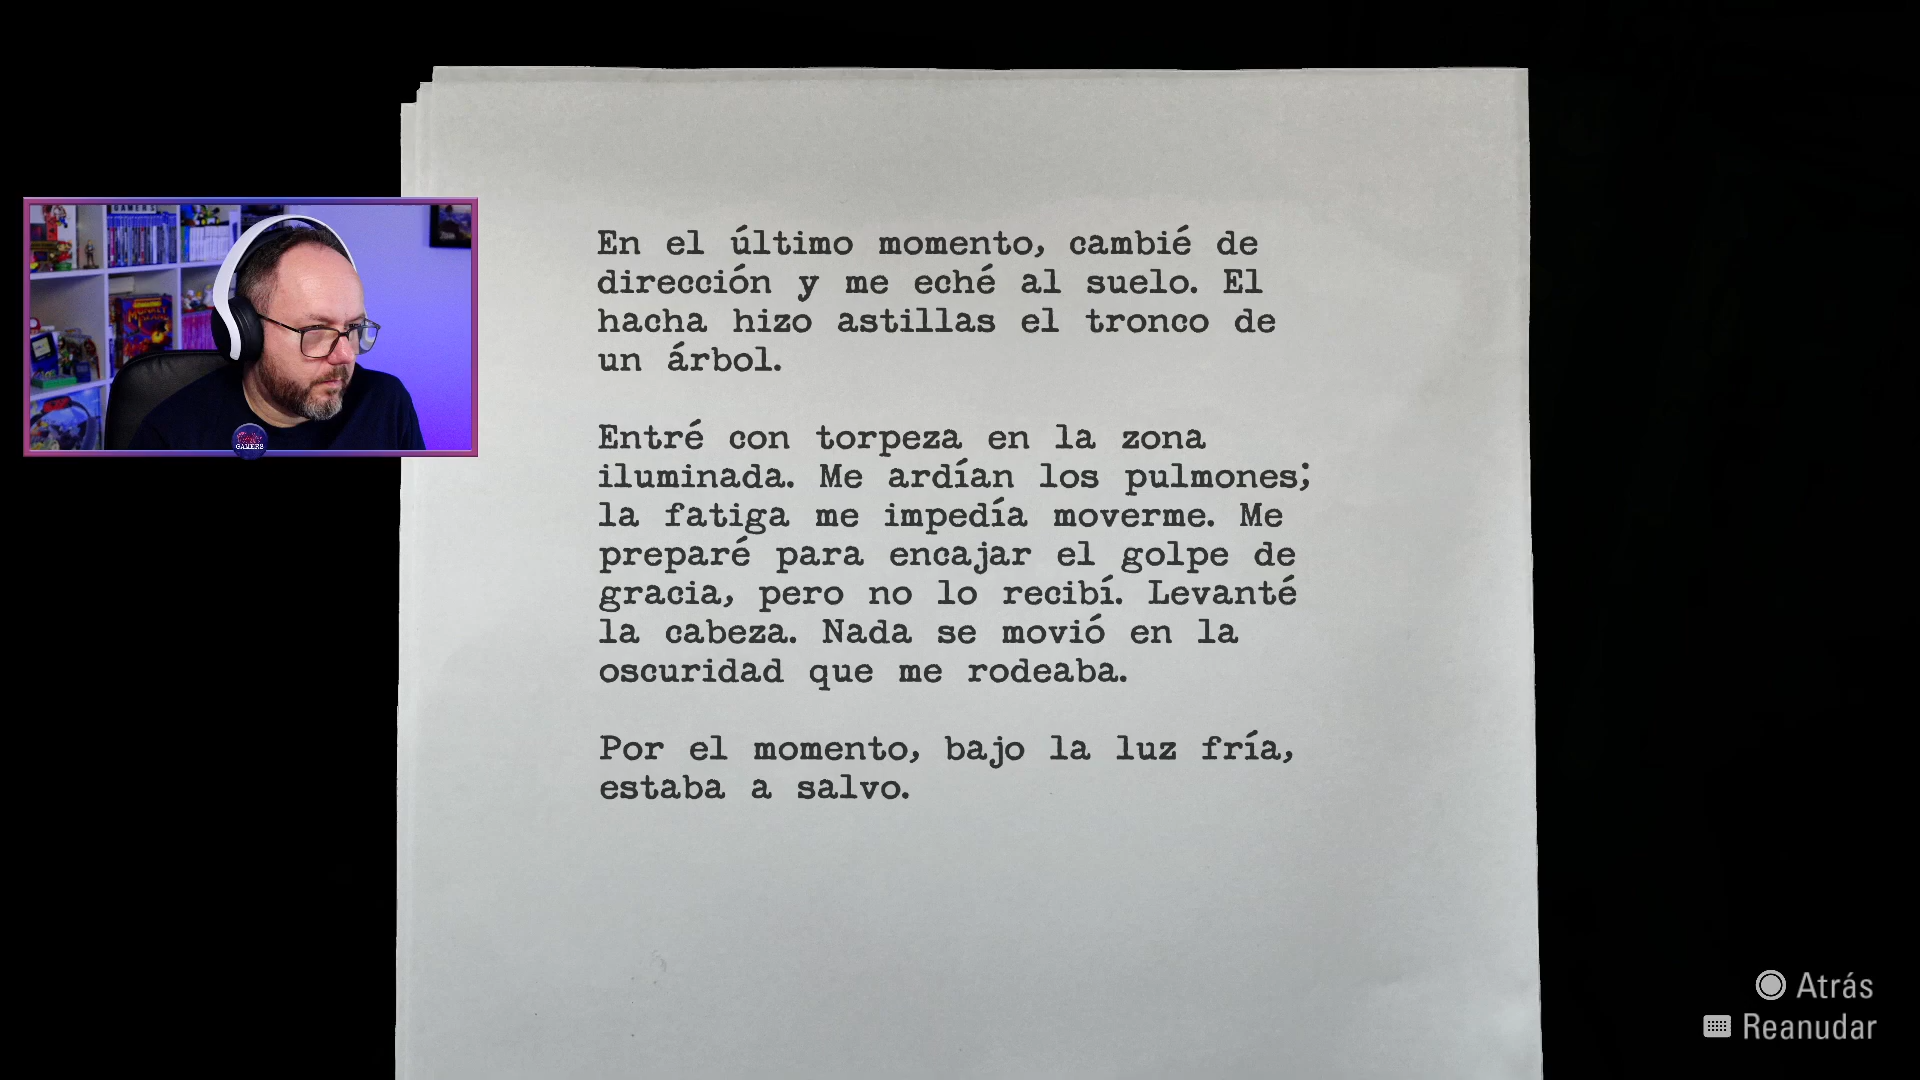 En el último momento, cambié de
dirección y me eché al suelo. El
hacha hizo astillas el tronco de
un árbol.
Entré con torpeza en la zona
iluminada. Me ardían los pulmones;
la fatiga me impedía moverme. Me
preparé para encajar el golpe de
gracia, pero no lo recibí. Levanté
la cabeza. Nada se movió en la
oscuridad que me rodeaba.
Por el momento, bajo la luz fría,
estaba a salvo.
GAMERS
GAMERS
Atrás
Reanudar